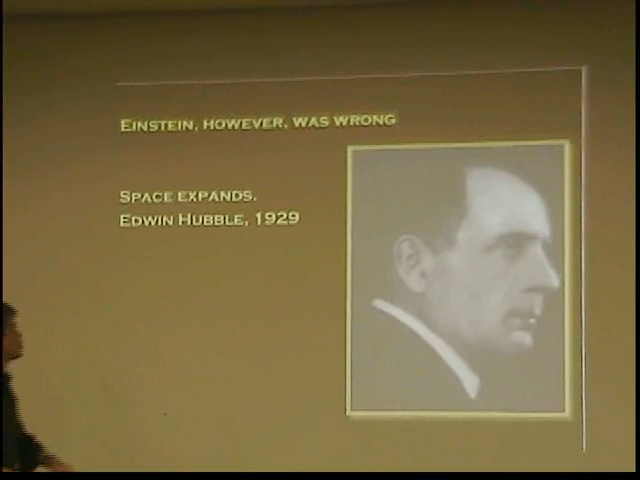 Einstein, however, was wrong
Space expands.
Edwin Hubble, 1929